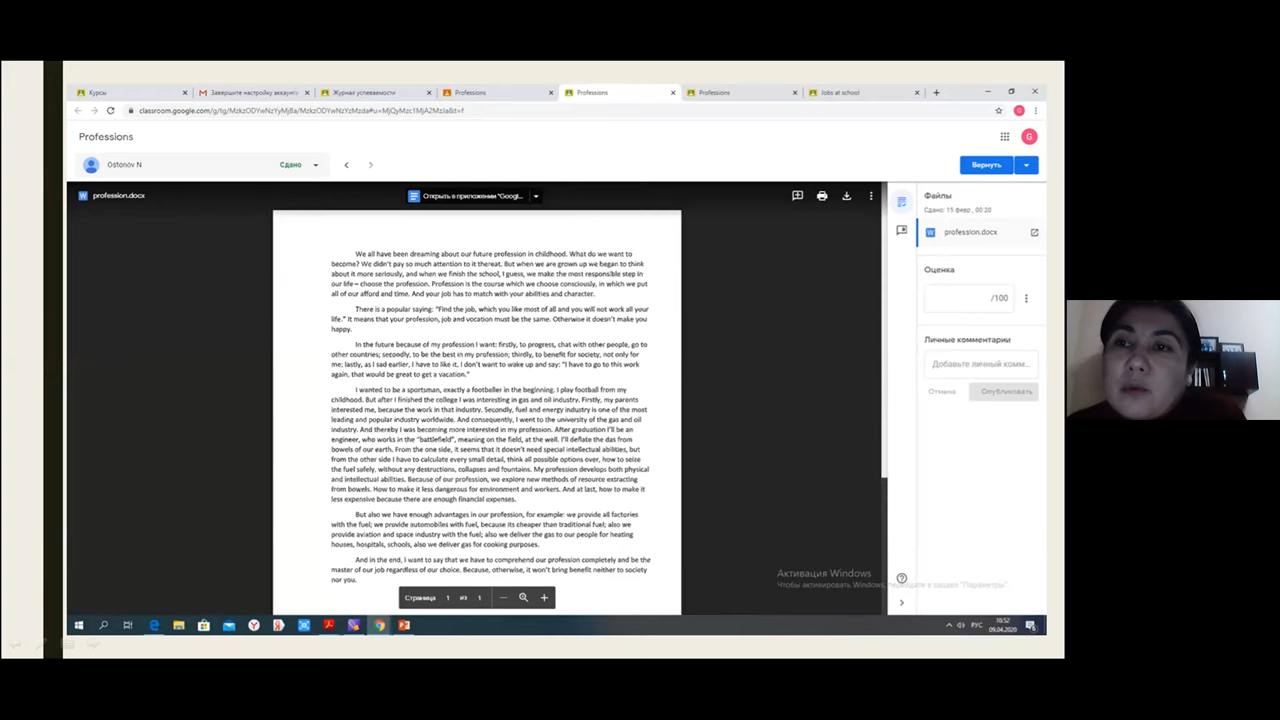 Курсы
Завершите настройку аккаунта
Журнал успеваемости
Professions
Professions
Professions
Jobs at school
Professions
Ostonov N
Сдано
Вернуть
profession.docx
Открыть в приложении "Googl...
We all have been dreaming about our future profession in childhood. What do we want to
become? We didn't pay so much attention to it thereat. But when we are grown up we began to think
about it more seriously, and when we finish the school, I guess, we make the most responsible step in
our life – choose the profession. Profession is the course which we choose consciously, in which we put
all of our afford and time. And your job has to match with your abilities and character.
There is a popular saying: "Find the job, which you like most of all and you will not work all your
life." It means that your profession, job and vocation must be the same. Otherwise it doesn't make you
happy.
In the future because of my profession I want: firstly, to progress, chat with other people, go to
other countries; secondly, to be the best in my profession; thirdly, to benefit for society, not only for
me; lastly, as I sad earlier, I have to like it. I don't want to wake up and say: "I have to go to this work
again, that would be great to get a vacation."
I wanted to be a sportsman, exactly a footballer in the beginning. I play football from my
childhood. But after I finished the college I was interesting in gas and oil industry. Firstly, my parents
interested me, because the work in that industry. Secondly, fuel and energy industry is one of the most
leading and popular industry worldwide. And consequently, I went to the university of the gas and oil
industry. And thereby I was becoming more interested in my profession. After graduation I'll be an
engineer, who works in the "battlefield", meaning on the field, at the well. I'll deflate the das from
bowels of our earth. From the one side, it seems that it doesn't need special intellectual abilities, but
from the other side I have to calculate every small detail, think all possible options over, how to seize
the fuel safely, without any destructions, collapses and fountains. My profession develops both physical
and intellectual abilities. Because of our profession, we explore new methods of resource extracting
from bowels. How to make it less dangerous for environment and workers. And at last, how to make it
less expensive because there are enough financial expenses.
But also we have enough advantages in our profession, for example: we provide all factories
with the fuel; we provide automobiles with fuel, because its cheaper than traditional fuel; also we
provide aviation and space industry with the fuel; also we deliver the gas to our people for heating
houses, hospitals, schools, also we deliver gas for cooking purposes.
And in the end, I want to say that we have to comprehend our profession completely and be the
master of our job regardless of our choice. Because, otherwise, it won't bring benefit neither to society
nor you.
Страница 1 из 1
Файлы
Сдано: 15 февр., 00:20
profession.docx
Оценка
/100
Личные комментарии
Добавьте личный комм...
Отмена
Опубликовать
Активация Windows
Чтобы активировать Windows, перейдите в раздел "Параметры".
РУС
10:52
09.04.2020